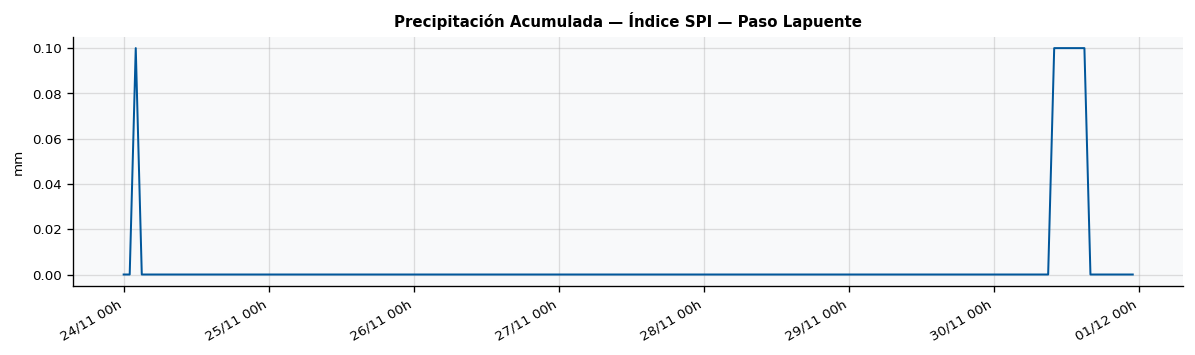 Precipitación Acumulada — Índice SPI — Paso Lapuente
mm
0.10
0.08
0.06
0.04
0.02
0.00
24/11 00h
25/11 00h
26/11 00h
27/11 00h
28/11 00h
29/11 00h
30/11 00h
01/12 00h